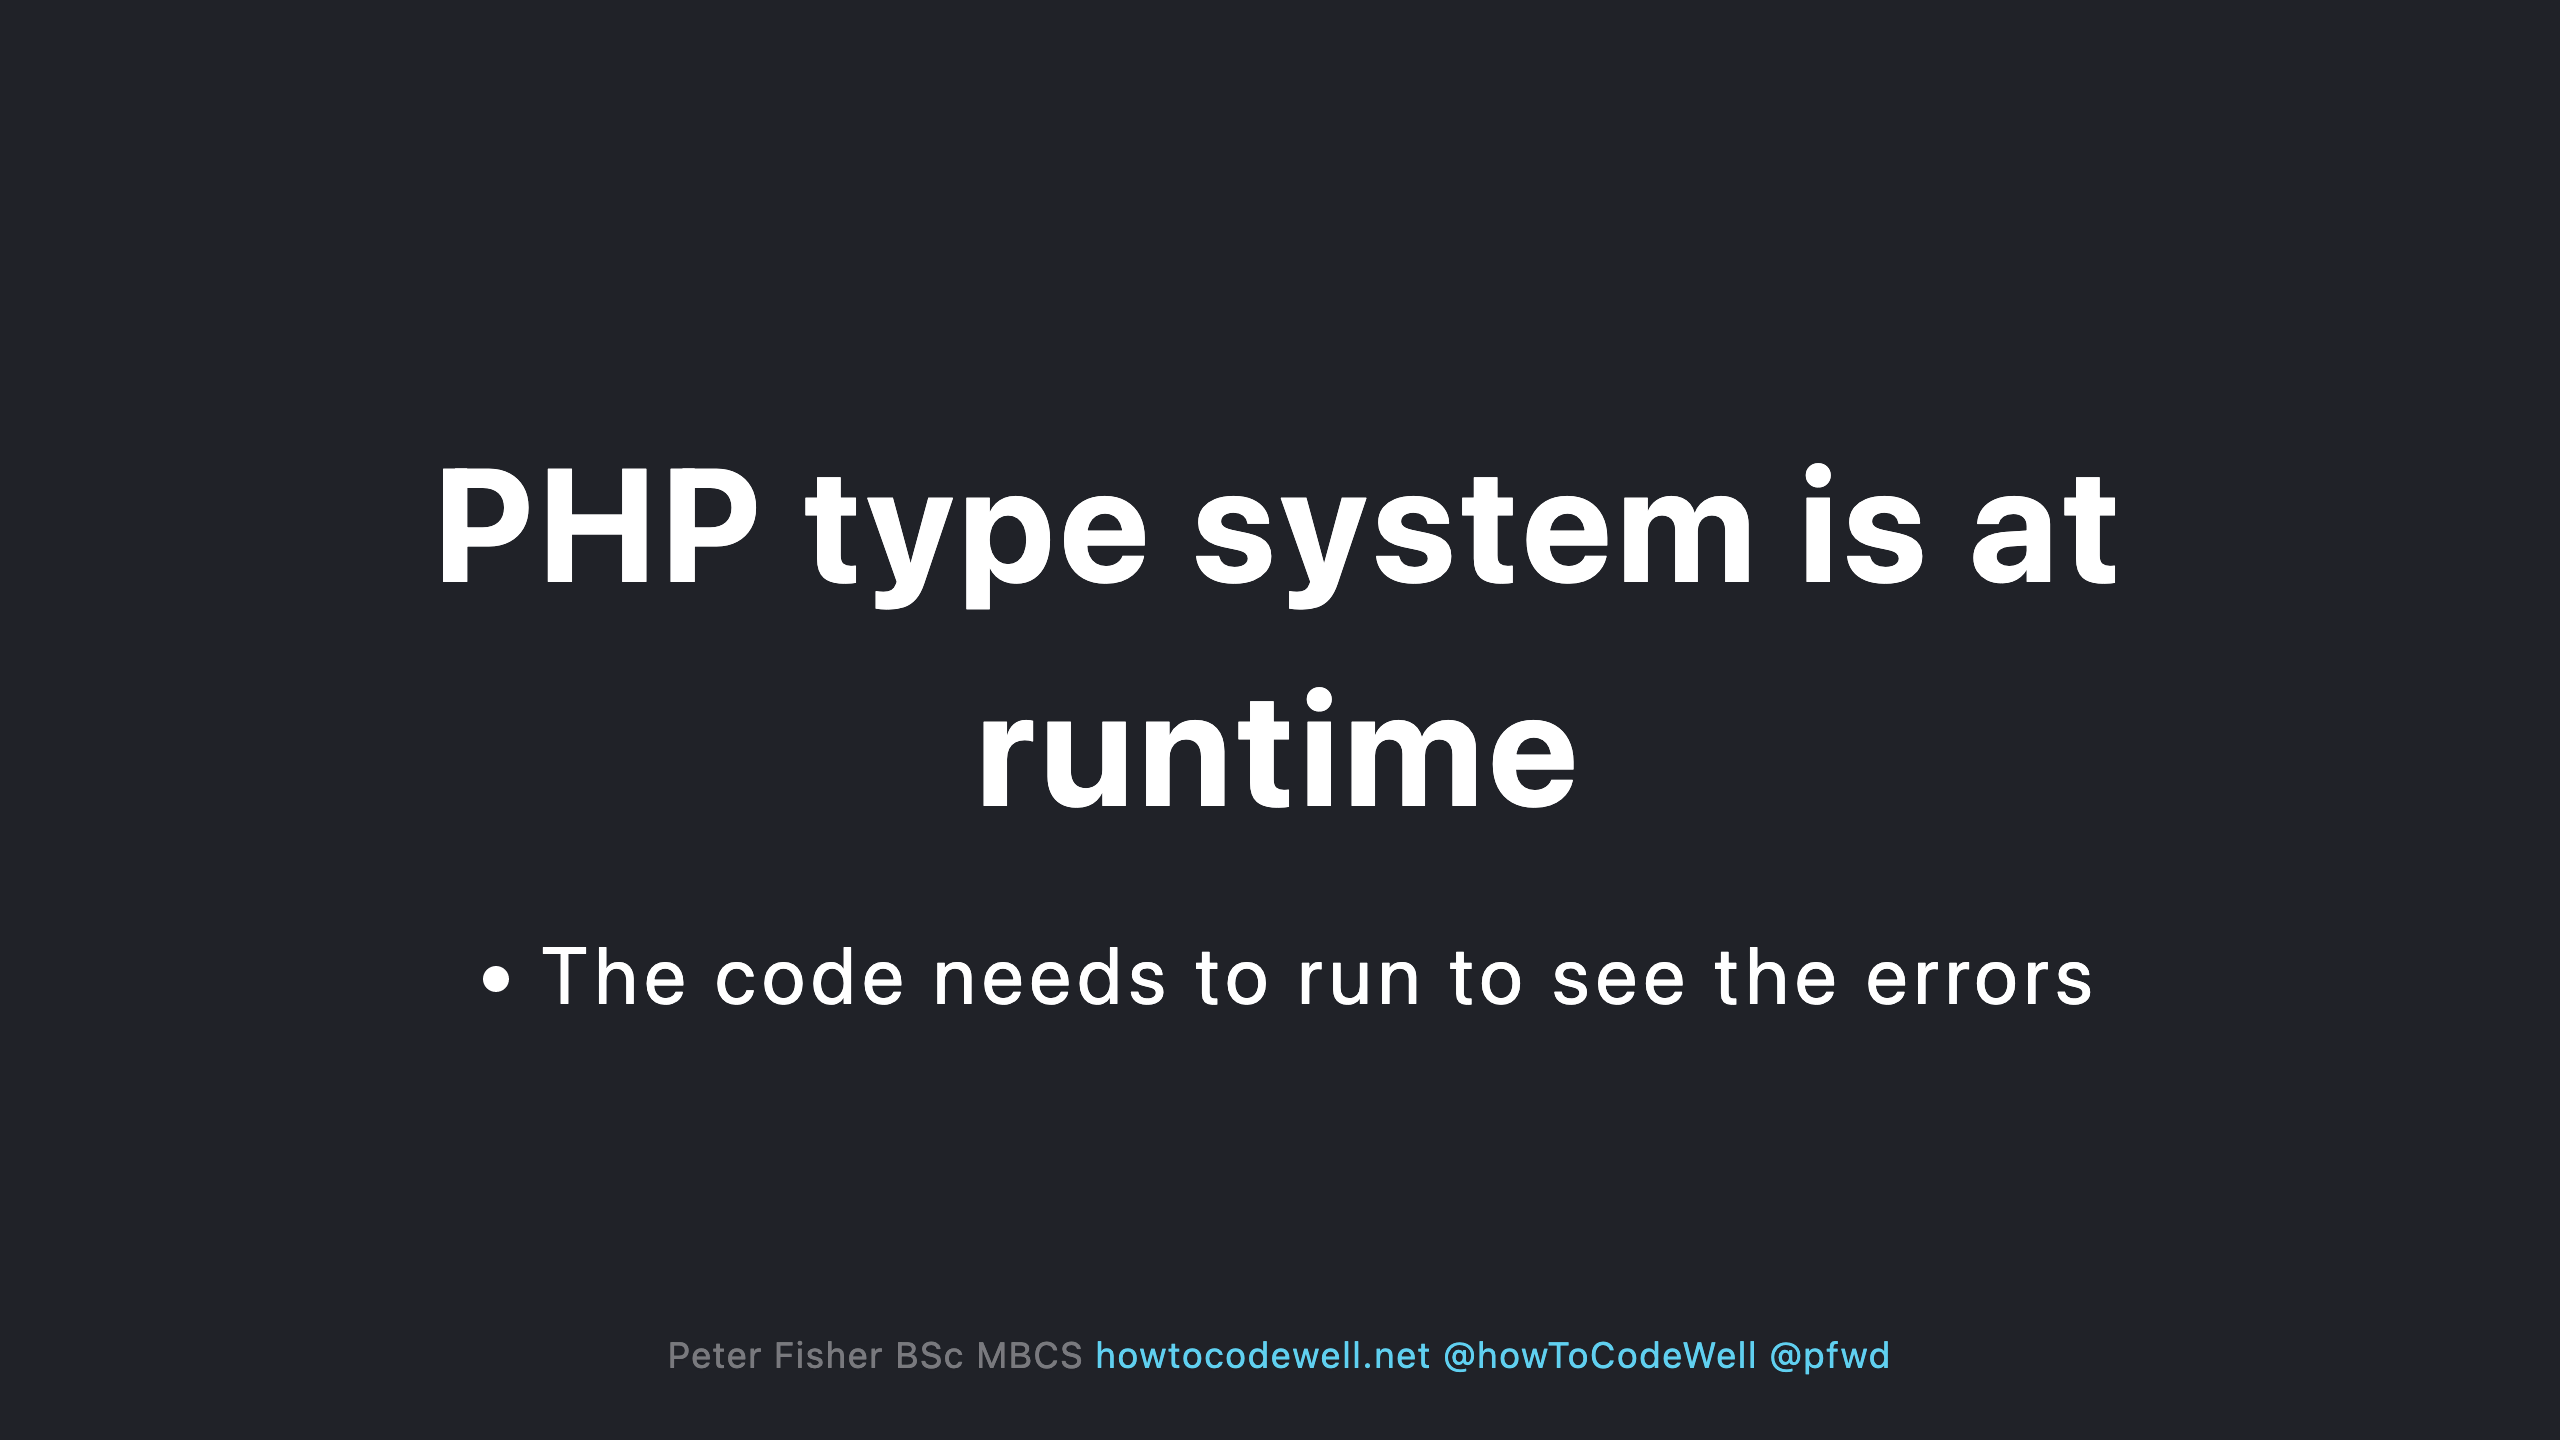 PHP type system is at
runtime
• The code needs to run to see the errors
Peter Fisher BSc MBCS howtocodewell.net @howToCodeWell @pfwd